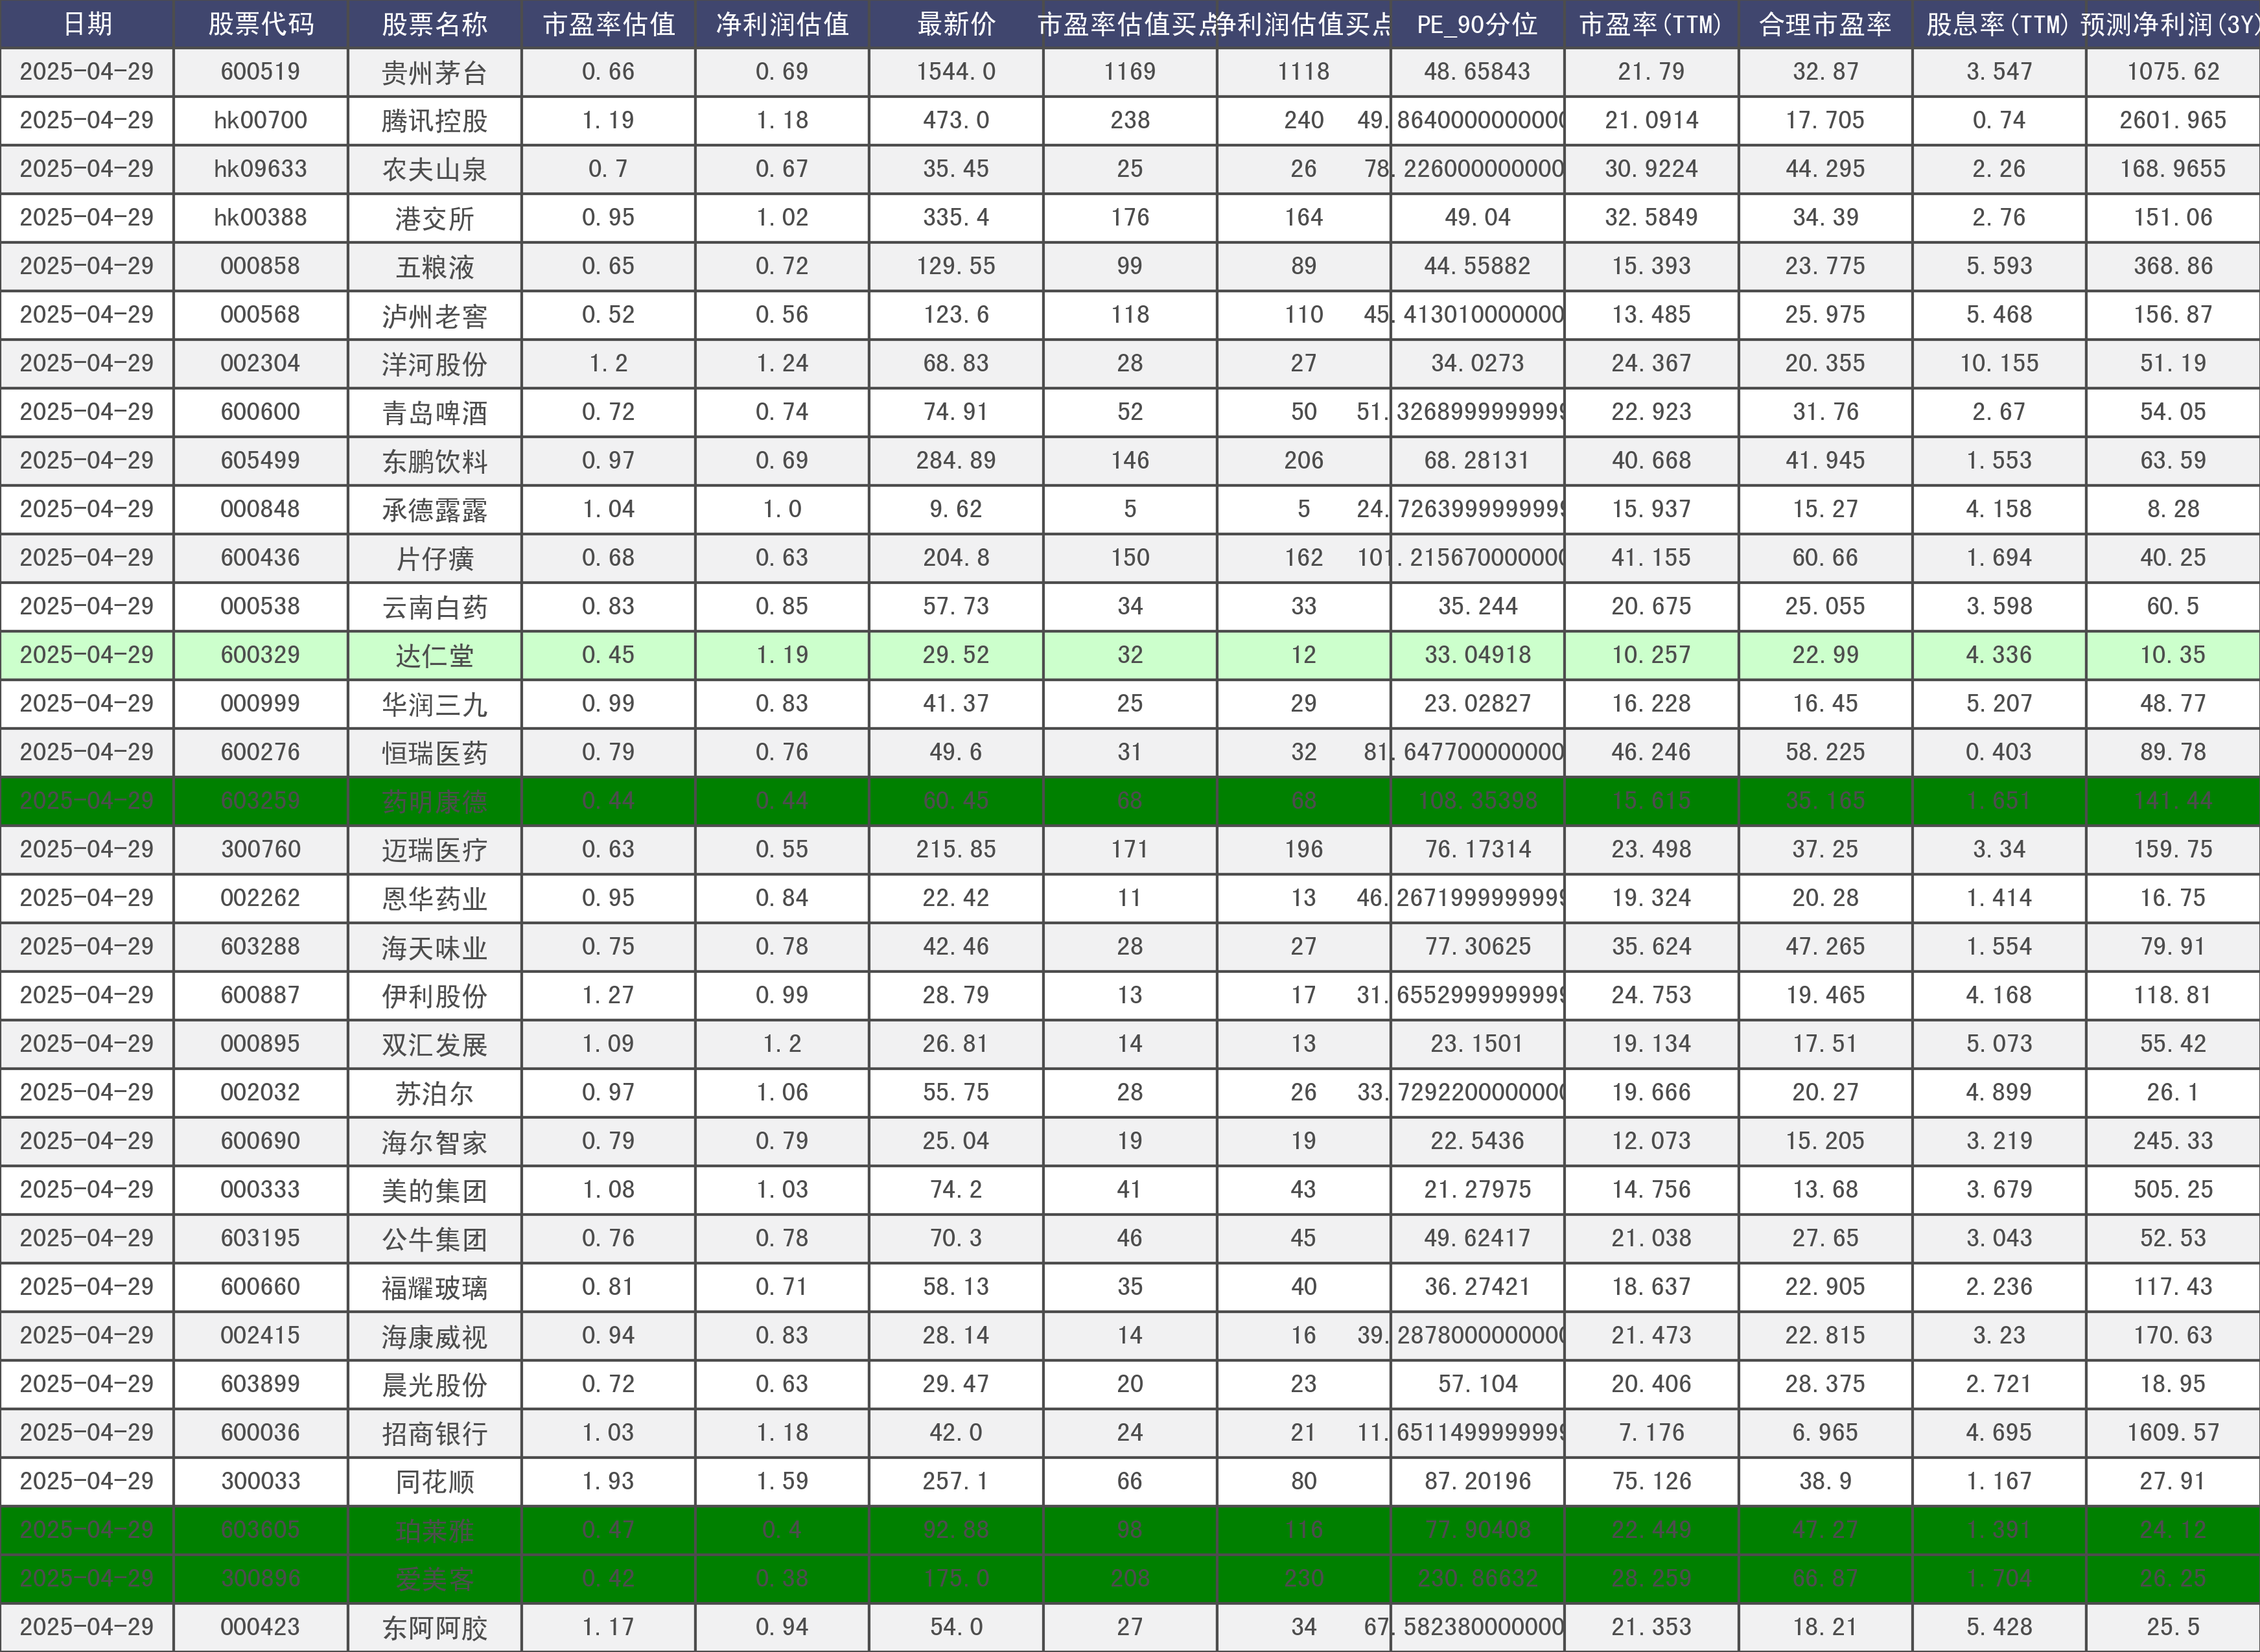 日期 股票代码 股票名称 市盈率估值 净利润估值 最新价 市盈率估值买点 净利润估值买点 PE_90分位 市盈率(TTM) 合理市盈率 股息率(TTM) 预测净利润(3Y)
2025-04-29 600519 贵州茅台 0.66 0.69 1544.0 1169 1118 48.65843 21.79 32.87 3.547 1075.62
2025-04-29 hk00700 腾讯控股 1.19 1.18 473.0 238 240 49.8640000000000 21.0914 17.705 0.74 2601.965
2025-04-29 hk09633 农夫山泉 0.7 0.67 35.45 25 26 78.226000000000 30.9224 44.295 2.26 168.9655
2025-04-29 hk00388 港交所 0.95 1.02 335.4 176 164 49.04 32.5849 34.39 2.76 151.06
2025-04-29 000858 五粮液 0.65 0.72 129.55 99 89 44.55882 15.393 23.775 5.593 368.86
2025-04-29 000568 泸州老窖 0.52 0.56 123.6 118 110 45.413010000000 13.485 25.975 5.468 156.87
2025-04-29 002304 洋河股份 1.2 1.24 68.83 28 27 34.0273 24.367 20.355 10.155 51.19
2025-04-29 600600 青岛啤酒 0.72 0.74 74.91 52 50 51.3268999999999 22.923 31.76 2.67 54.05
2025-04-29 605499 东鹏饮料 0.97 0.69 284.89 146 206 68.28131 40.668 41.945 1.553 63.59
2025-04-29 000848 承德露露 1.04 1.0 9.62 5 5 24.7263999999999 15.937 15.27 4.158 8.28
2025-04-29 600436 片仔癀 0.68 0.63 204.8 150 162 101.2156700000000 41.155 60.66 1.694 40.25
2025-04-29 000538 云南白药 0.83 0.85 57.73 34 33 35.244 20.675 25.055 3.598 60.5
2025-04-29 600329 达仁堂 0.45 1.19 29.52 32 12 33.04918 10.257 22.99 4.336 10.35
2025-04-29 000999 华润三九 0.99 0.83 41.37 25 29 23.02827 16.228 16.45 5.207 48.77
2025-04-29 600276 恒瑞医药 0.79 0.76 49.6 31 32 81.647700000000 46.246 58.225 0.403 89.78
2025-04-29 603259 药明康德 0.44 0.44 60.45 68 68 108.35398 15.615 35.165 1.651 141.44
2025-04-29 300760 迈瑞医疗 0.63 0.55 215.85 171 196 76.17314 23.498 37.25 3.34 159.75
2025-04-29 002262 恩华药业 0.95 0.84 22.42 11 13 46.2671999999999 19.324 20.28 1.414 16.75
2025-04-29 603288 海天味业 0.75 0.78 42.46 28 27 77.30625 35.624 47.265 1.554 79.91
2025-04-29 600887 伊利股份 1.27 0.99 28.79 13 17 31.6552999999999 24.753 19.465 4.168 118.81
2025-04-29 000895 双汇发展 1.09 1.2 26.81 14 13 23.1501 19.134 17.51 5.073 55.42
2025-04-29 002032 苏泊尔 0.97 1.06 55.75 28 26 33.7292200000000 19.666 20.27 4.899 26.1
2025-04-29 600690 海尔智家 0.79 0.79 25.04 19 19 22.5436 12.073 15.205 3.219 245.33
2025-04-29 000333 美的集团 1.08 1.03 74.2 41 43 21.27975 14.756 13.68 3.679 505.25
2025-04-29 603195 公牛集团 0.76 0.78 70.3 46 45 49.62417 21.038 27.65 3.043 52.53
2025-04-29 600660 福耀玻璃 0.81 0.71 58.13 35 40 36.27421 18.637 22.905 2.236 117.43
2025-04-29 002415 海康威视 0.94 0.83 28.14 14 16 39.2878000000000 21.473 22.815 3.23 170.63
2025-04-29 603899 晨光股份 0.72 0.63 29.47 20 23 57.104 20.406 28.375 2.721 18.95
2025-04-29 600036 招商银行 1.03 1.18 42.0 24 21 11.6511499999999 7.176 6.965 4.695 1609.57
2025-04-29 300033 同花顺 1.93 1.59 257.1 66 80 87.20196 75.126 38.9 1.167 27.91
2025-04-29 603605 珀莱雅 0.47 0.4 92.88 98 116 77.90408 22.449 47.27 1.391 24.12
2025-04-29 300896 爱美客 0.42 0.38 175.0 208 230 230.86632 28.259 66.87 1.704 26.25
2025-04-29 000423 东阿阿胶 1.17 0.94 54.0 27 34 67.582380000000 21.353 18.21 5.428 25.5